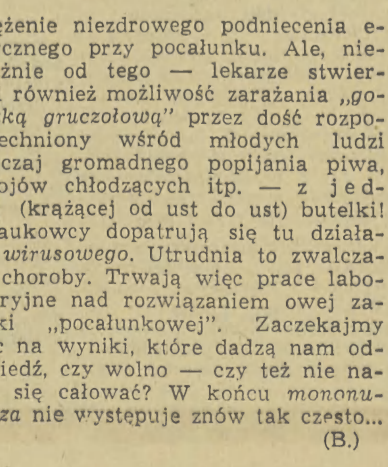 ężenie niezdrowego podniecenia e-
rcznego przy pocałunku. Ale, nie-
żnie od tego — lekarze stwier-
i również możliwość zarażania „go-
zką gruczołową” przez dość rozpo-
echniony wśród młodych ludzi
czaj gromadnego popijania piwa,
ojów chłodzących itp. — z jed-
(krążącej od ust do ust) butelki!
aukowcy dopatrują się tu działa-
wirusowego. Utrudnia to zwalcza-
choroby. Trwają więc prace labo-
ryjne nad rozwiązaniem owej za-
ki „pocałunkowej”. Zaczekajmy
c na wyniki, które dadzą nam od-
iedź, czy wolno — czy też nie na-
się całować? W końcu mononu-
za nie występuje znów tak często...
(B.)